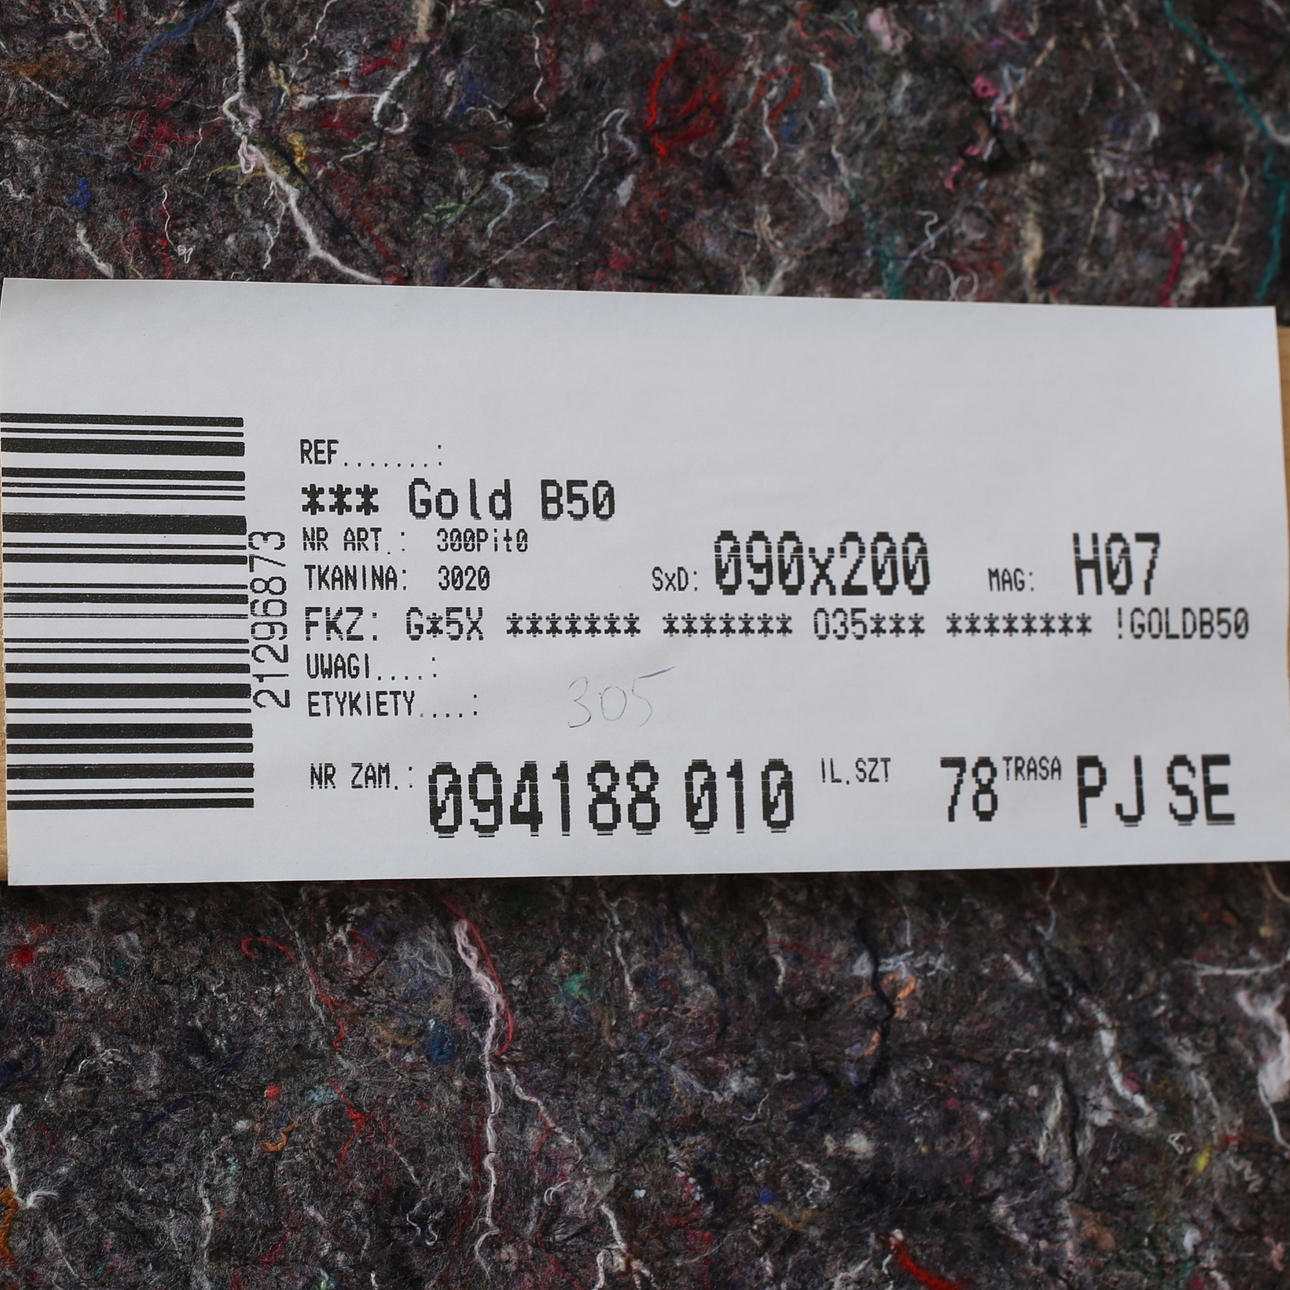 REF.......:
*** Gold B50
NR ART.: 300Pit0
TKANINA: 3020 SxD: 090x200 MAG: H07
FKZ: G*5X ******* ******* 035*** ******** !GOLDB50
UWAGI....:
ETYKIETY....: 305
NR ZAM.: 094188 010 IL.SZT 78 TRASA PJ SE
21296873